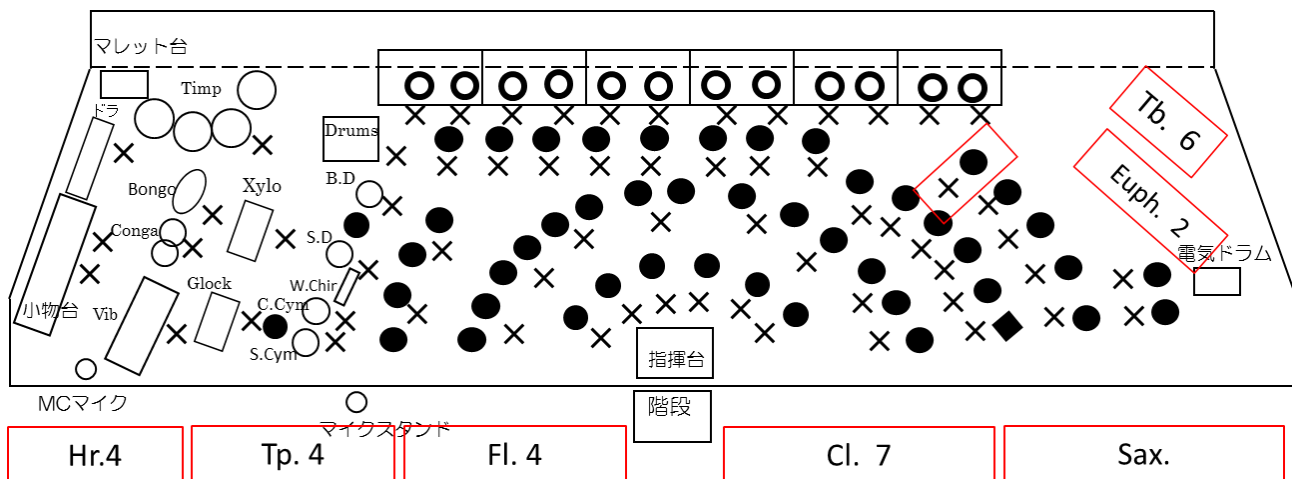 マレット台
Timp
ドラ
Drums
Tb. 6
B.D
Bongo
Xylo
Euph. 2
Conga
S.D
電気ドラム
W.Chir
Glock
C.Cym
小物台
Vib
S.Cym
指揮台
MCマイク
階段
マイクスタンド
Hr.4
Tp. 4
Fl. 4
Cl. 7
Sax.